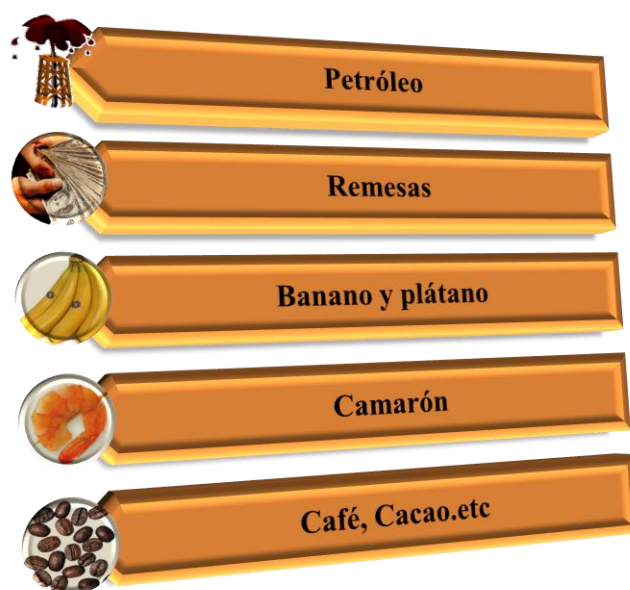 Petróleo
Remesas
Banano y plátano
Camarón
Café, Cacao.etc